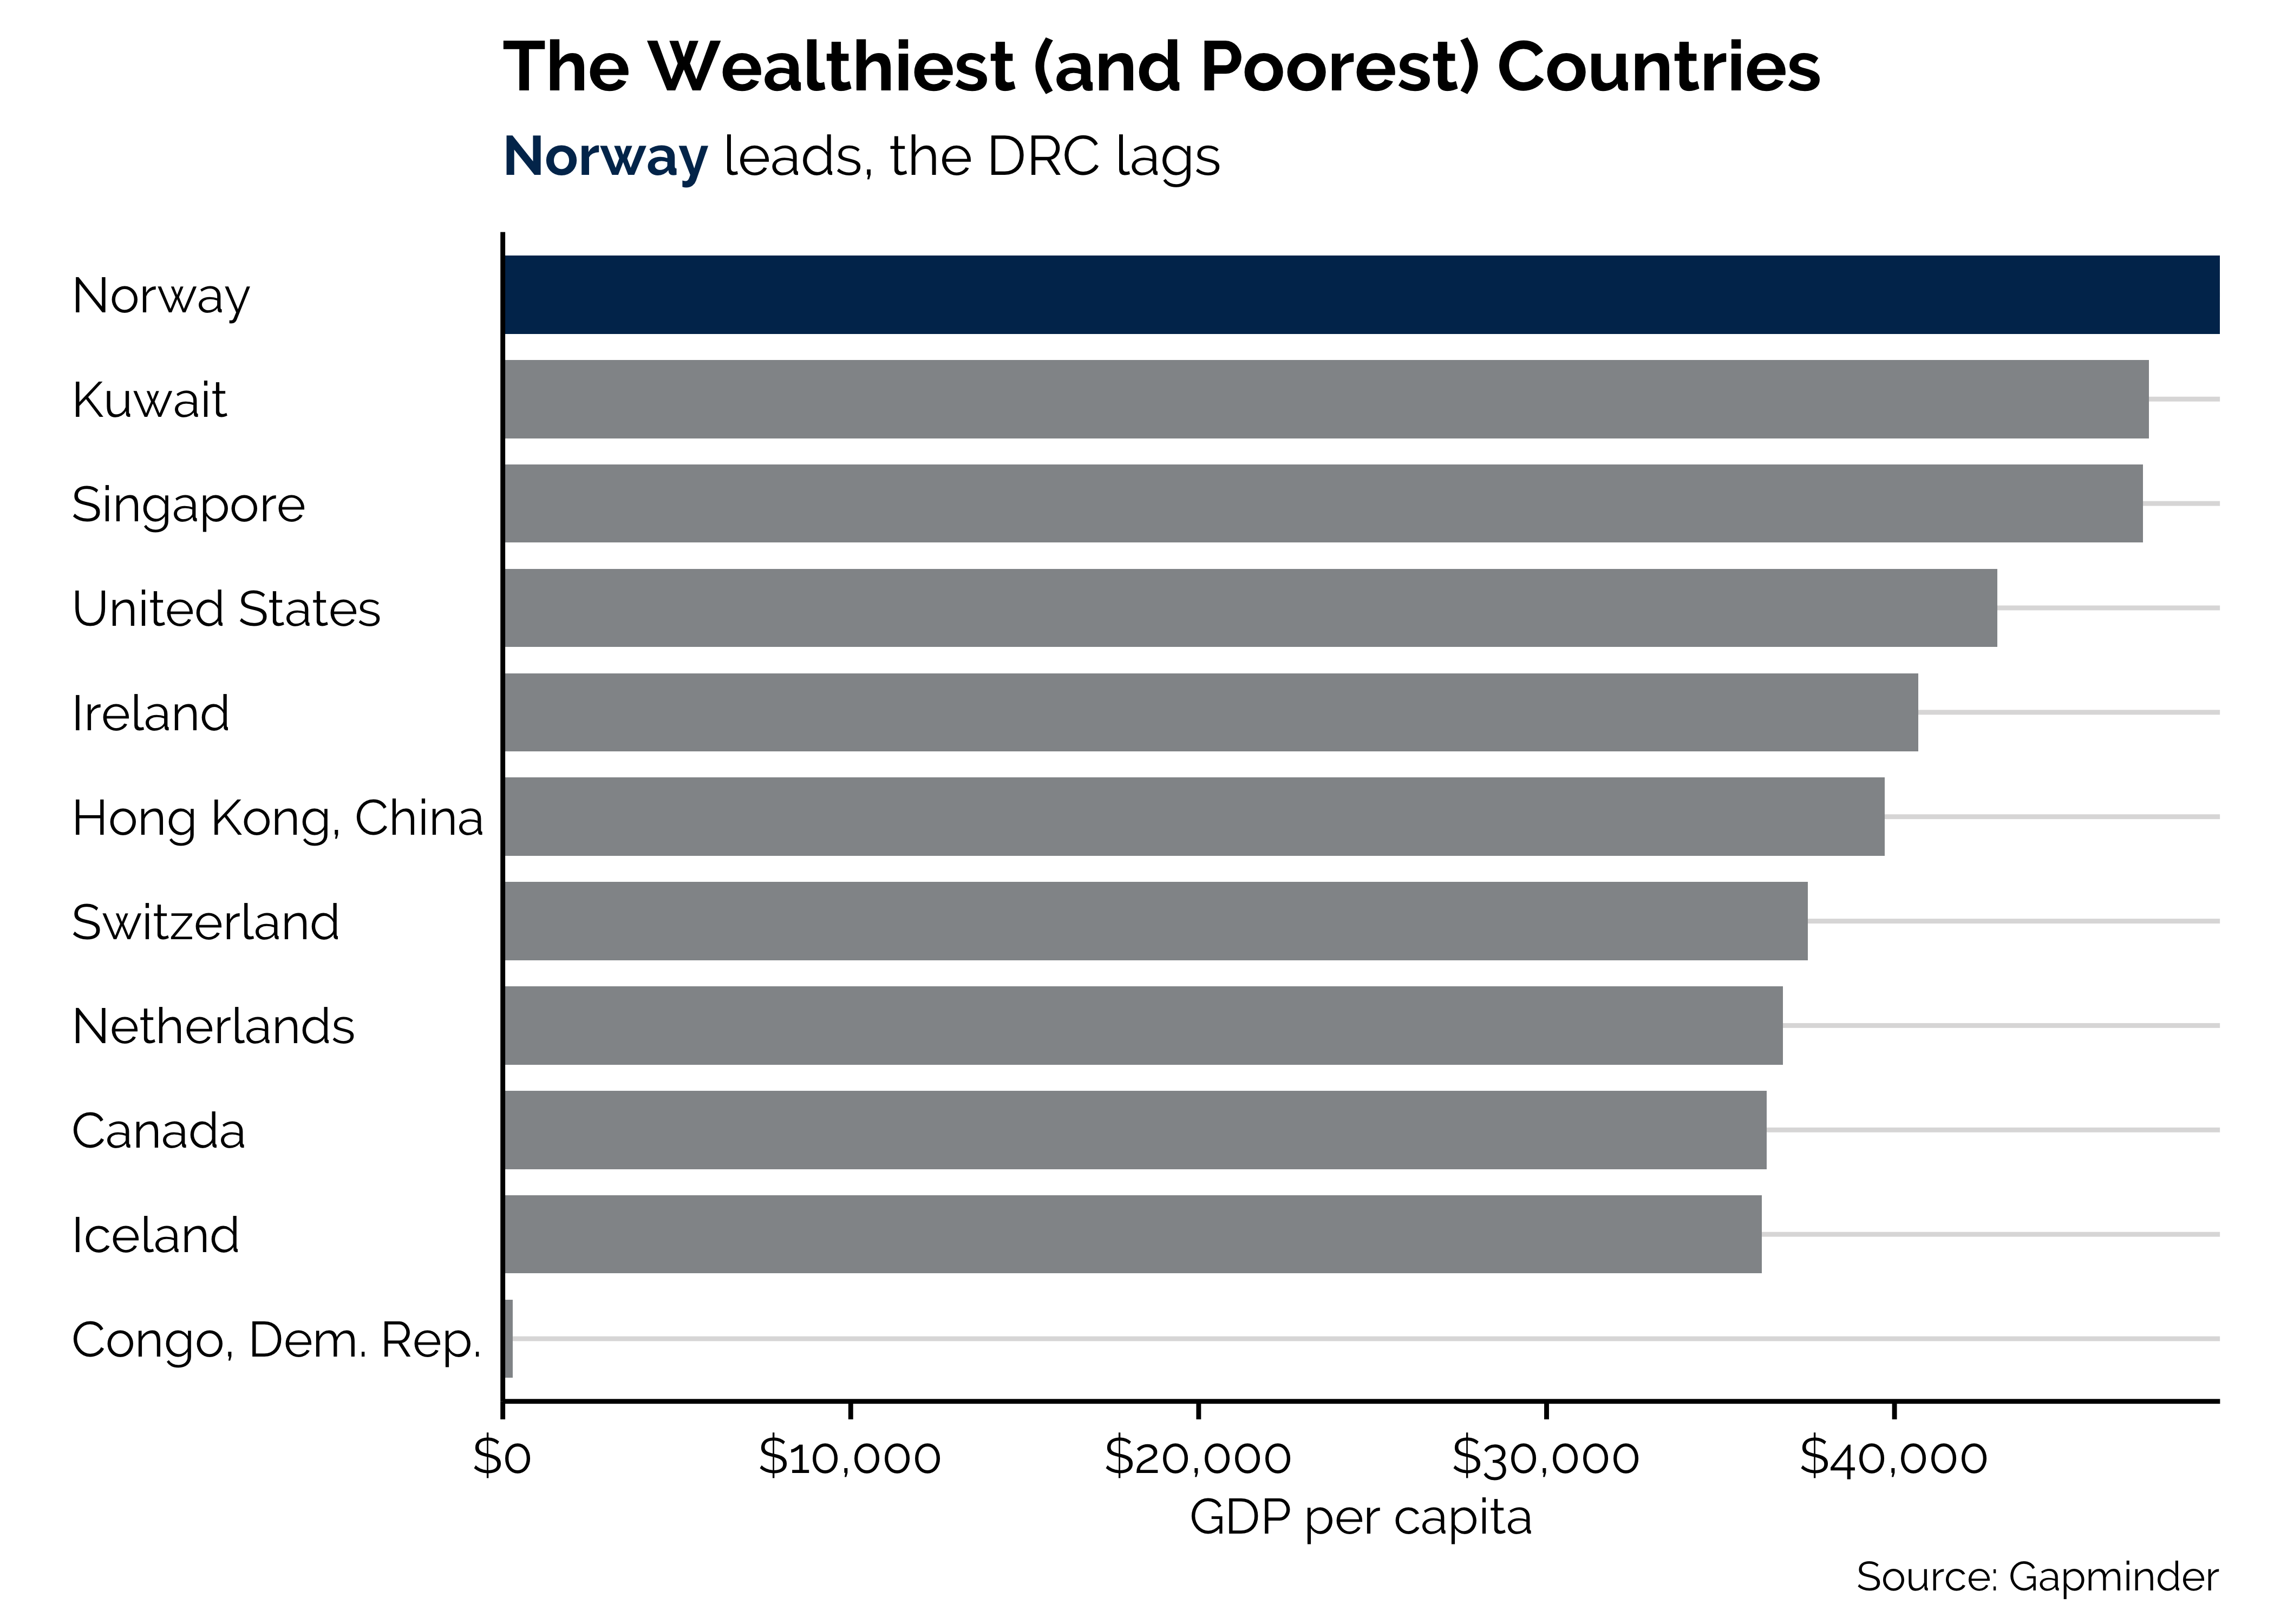 The Wealthiest (and Poorest) Countries
Norway leads, the DRC lags
Norway
Kuwait
Singapore
United States
Ireland
Hong Kong, China
Switzerland
Netherlands
Canada
Iceland
Congo, Dem. Rep.
$0 $10,000 $20,000 $30,000 $40,000
GDP per capita
Source: Gapminder